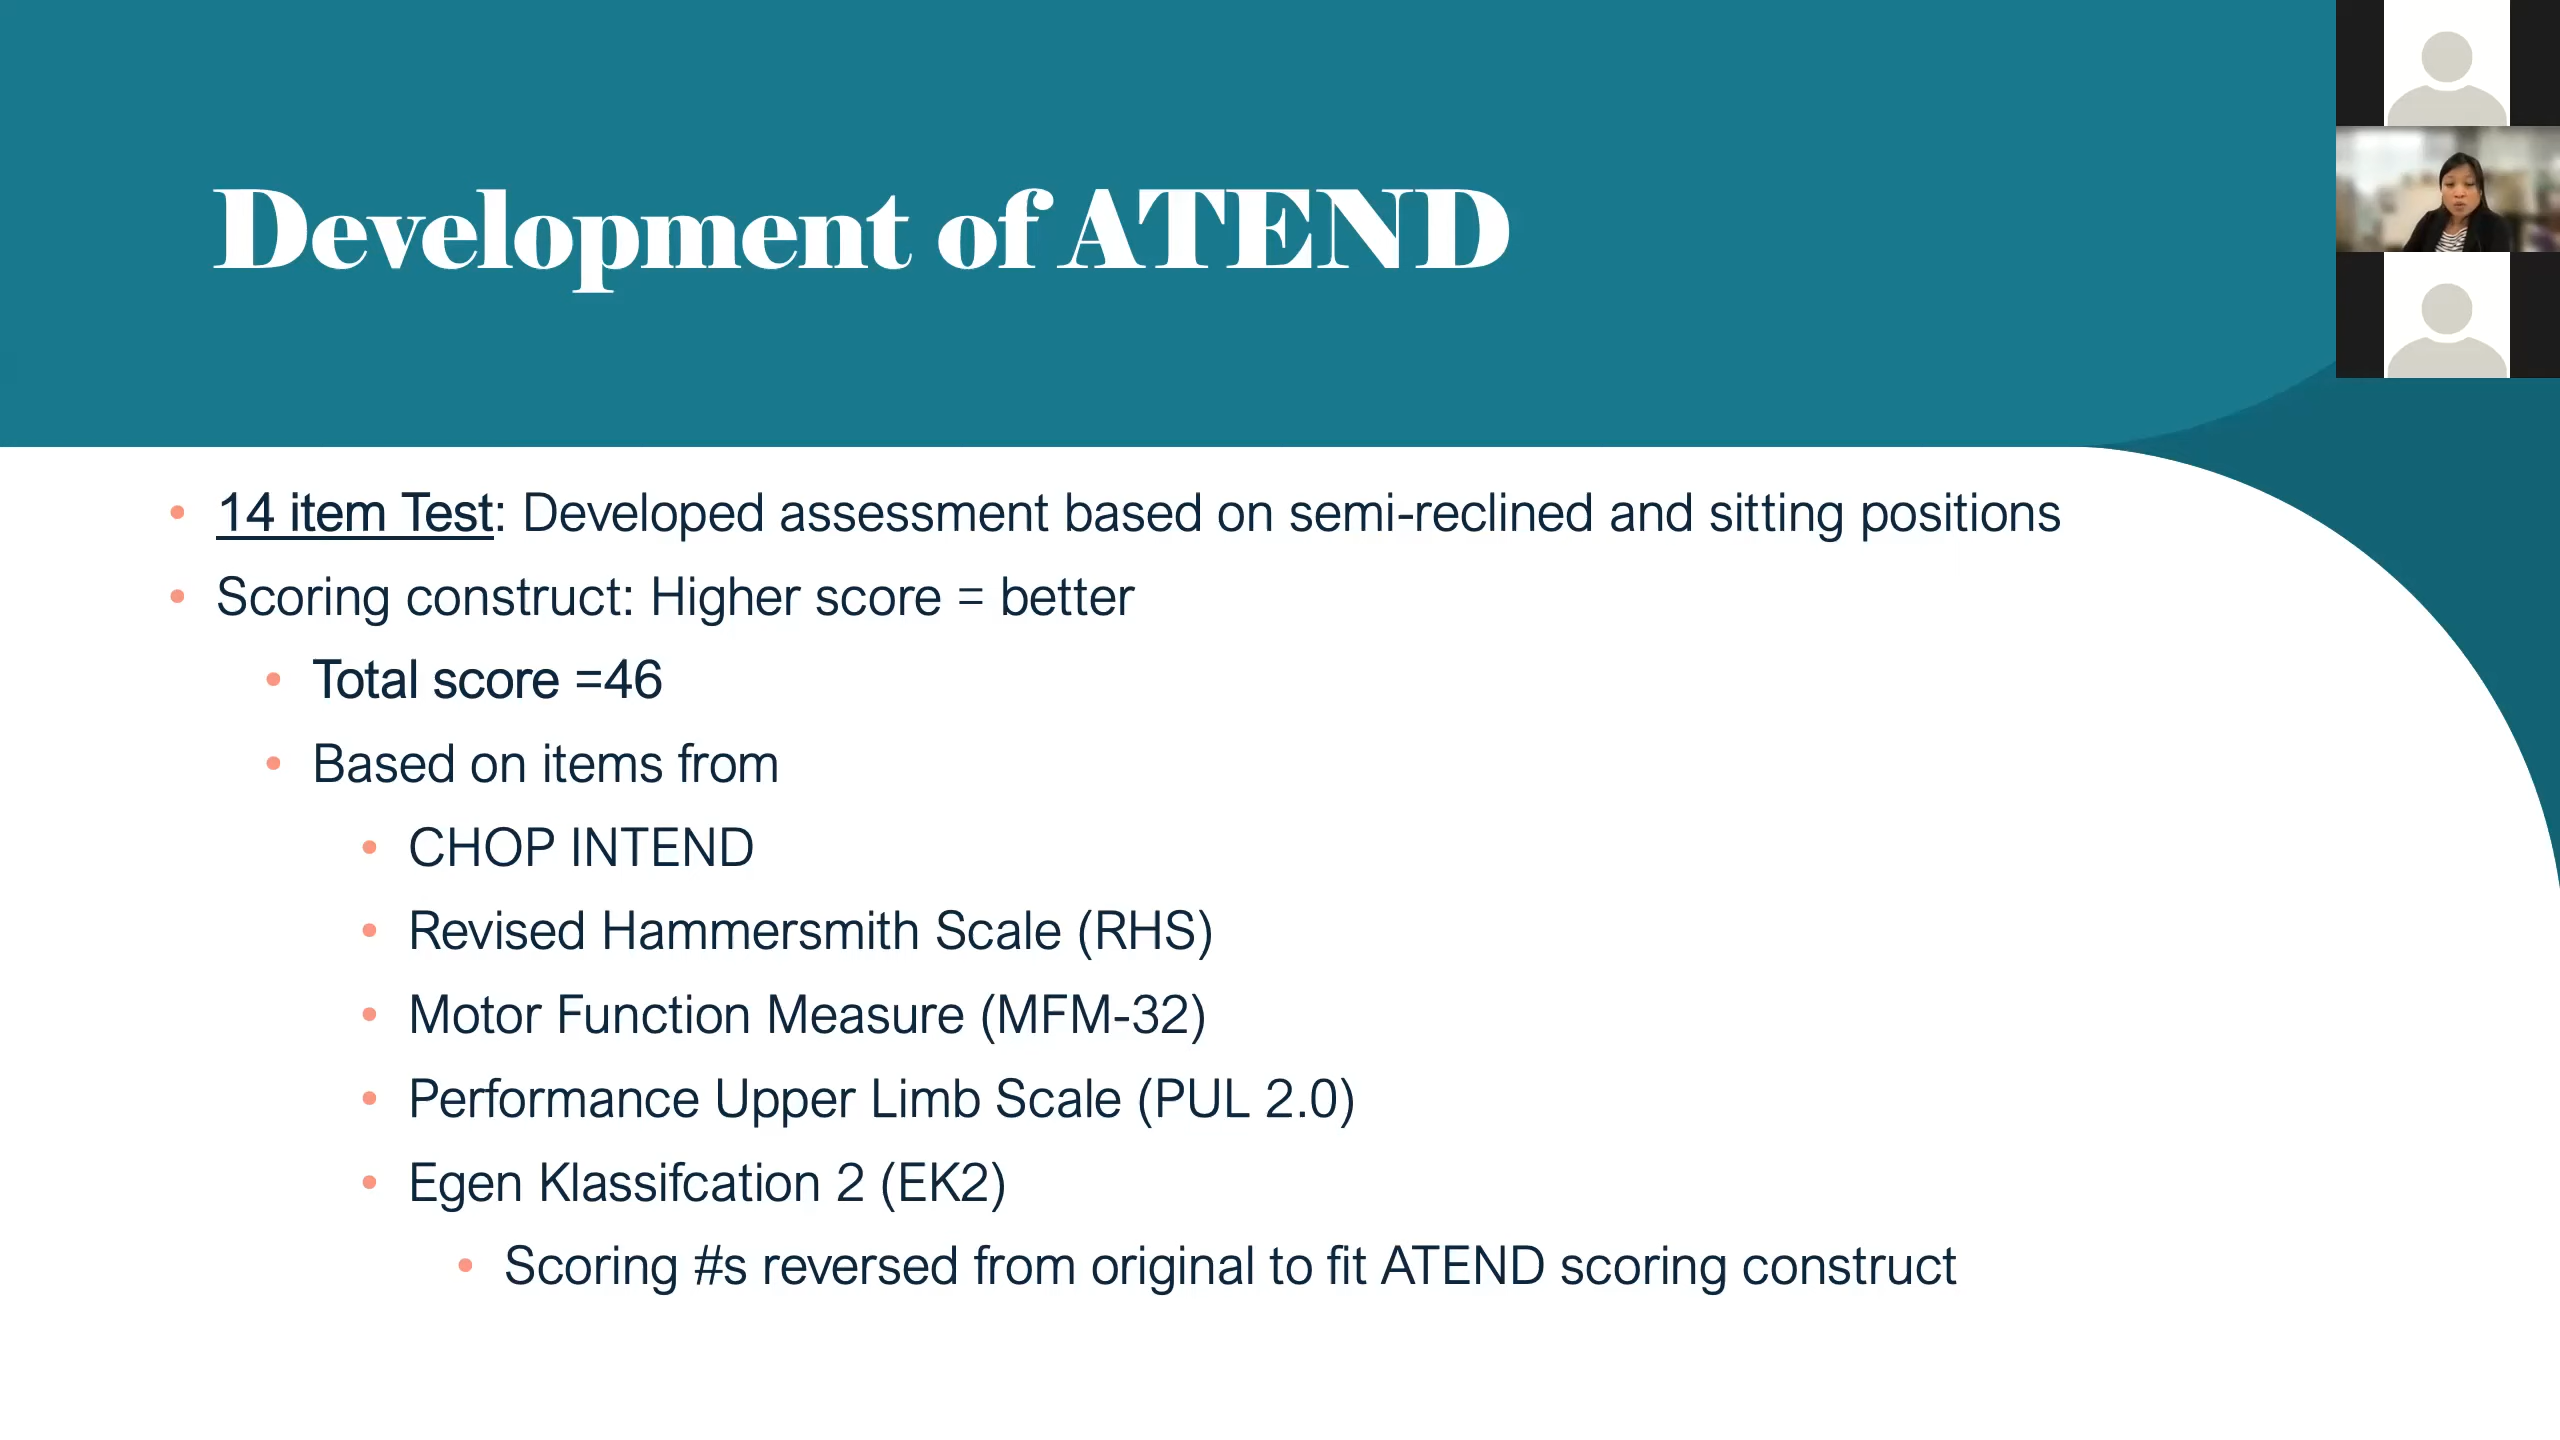 Development of ATEND
• 14 item Test: Developed assessment based on semi-reclined and sitting positions
• Scoring construct: Higher score = better
• Total score =46
• Based on items from
• CHOP INTEND
• Revised Hammersmith Scale (RHS)
• Motor Function Measure (MFM-32)
• Performance Upper Limb Scale (PUL 2.0)
• Egen Klassifcation 2 (EK2)
• Scoring #s reversed from original to fit ATEND scoring construct